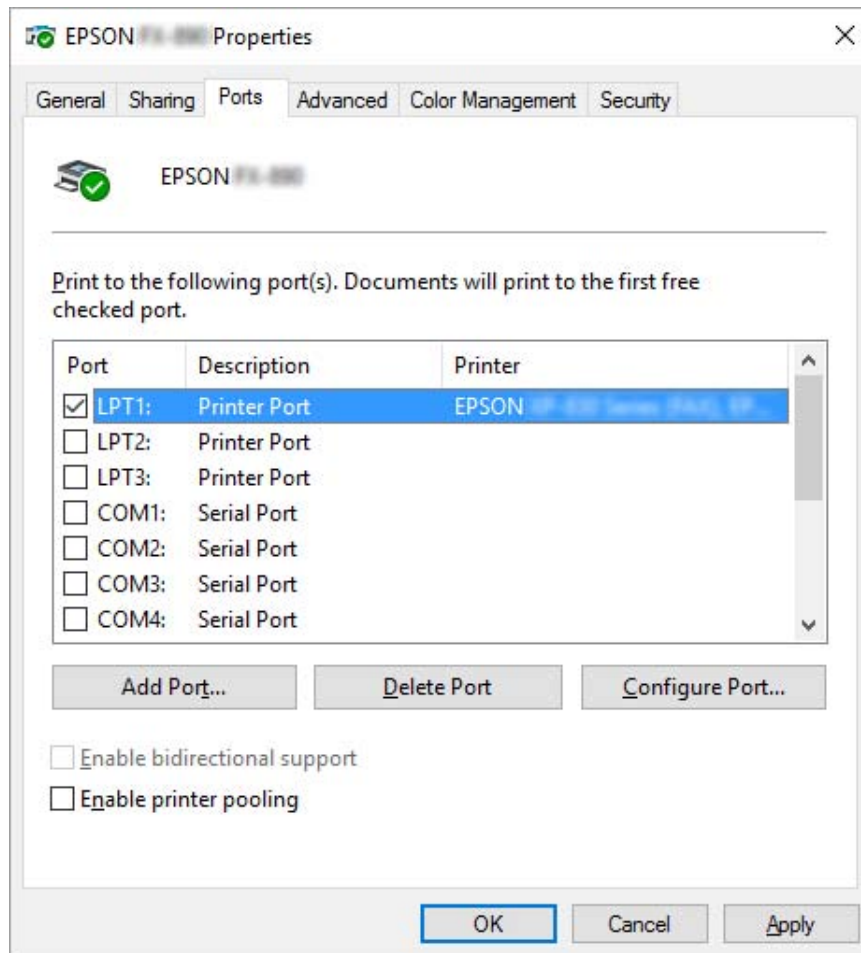 EPSON Properties
General Sharing Ports Advanced Color Management Security
EPSON
Print to the following port(s). Documents will print to the first free
checked port.
Port Description Printer
LPT1: Printer Port EPSON
LPT2: Printer Port
LPT3: Printer Port
COM1: Serial Port
COM2: Serial Port
COM3: Serial Port
COM4: Serial Port
Add Port... Delete Port Configure Port...
Enable bidirectional support
Enable printer pooling
OK Cancel Apply